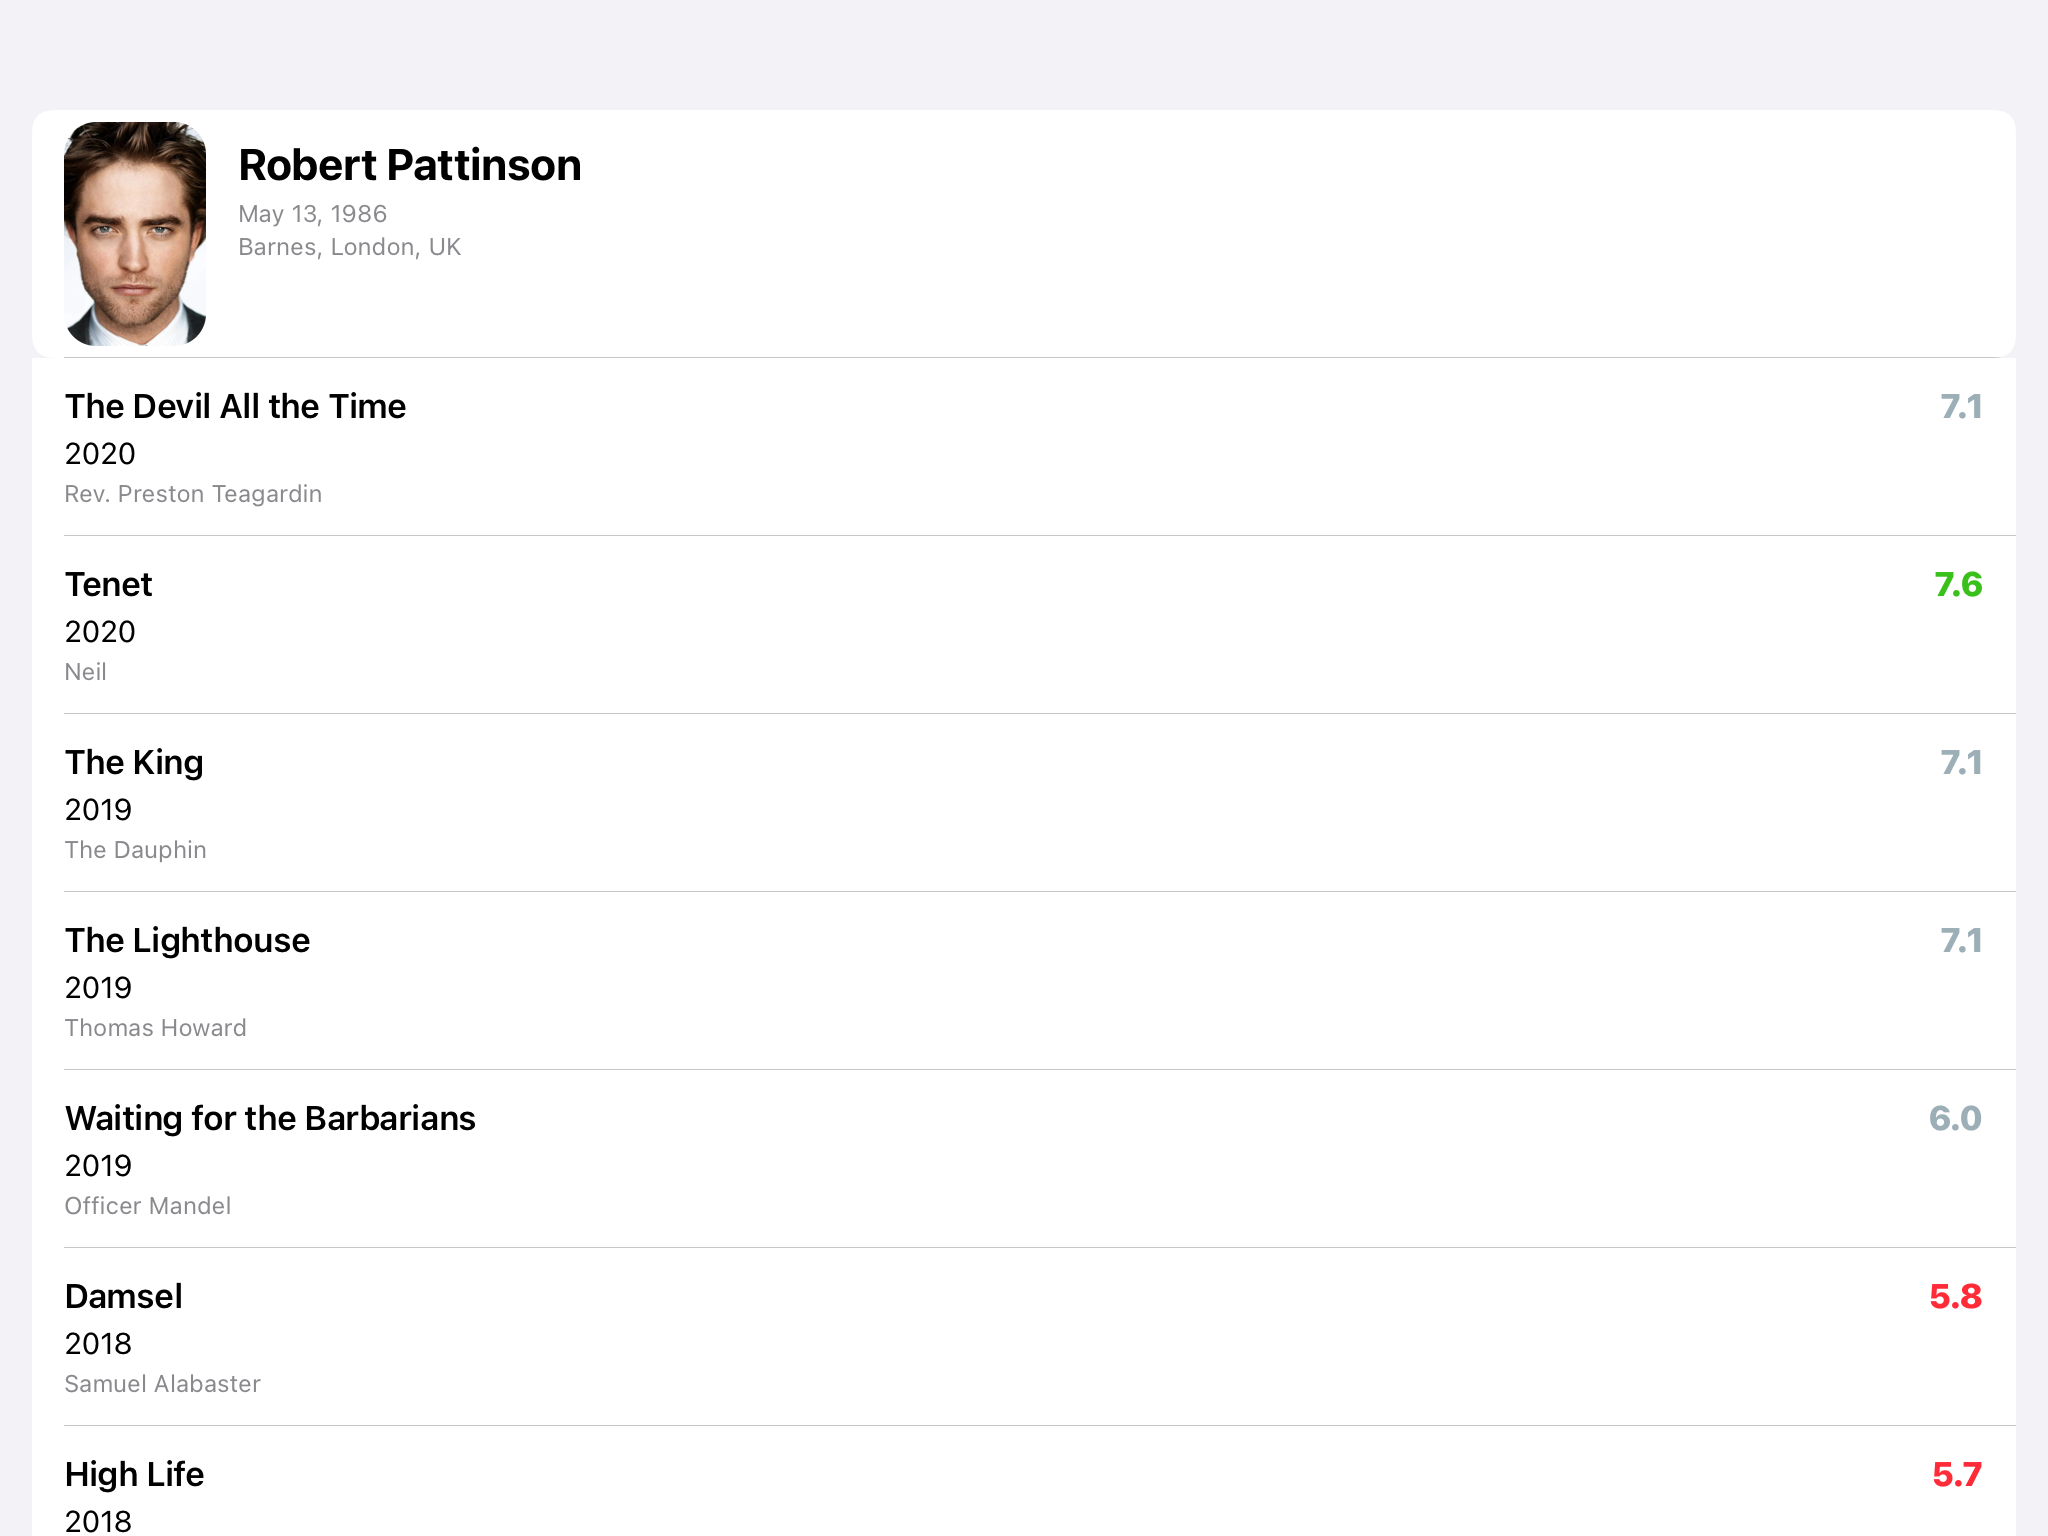 Robert Pattinson
May 13, 1986
Barnes, London, UK
The Devil All the Time 7.1
2020
Rev. Preston Teagardin
Tenet 7.6
2020
Neil
The King 7.1
2019
The Dauphin
The Lighthouse 7.1
2019
Thomas Howard
Waiting for the Barbarians 6.0
2019
Officer Mandel
Damsel 5.8
2018
Samuel Alabaster
High Life 5.7
2018